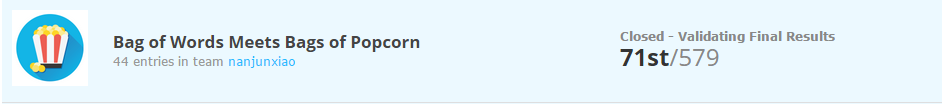 Bag of Words Meets Bags of Popcorn
44 entries in team nanjunxiao
Closed - Validating Final Results
71st/579